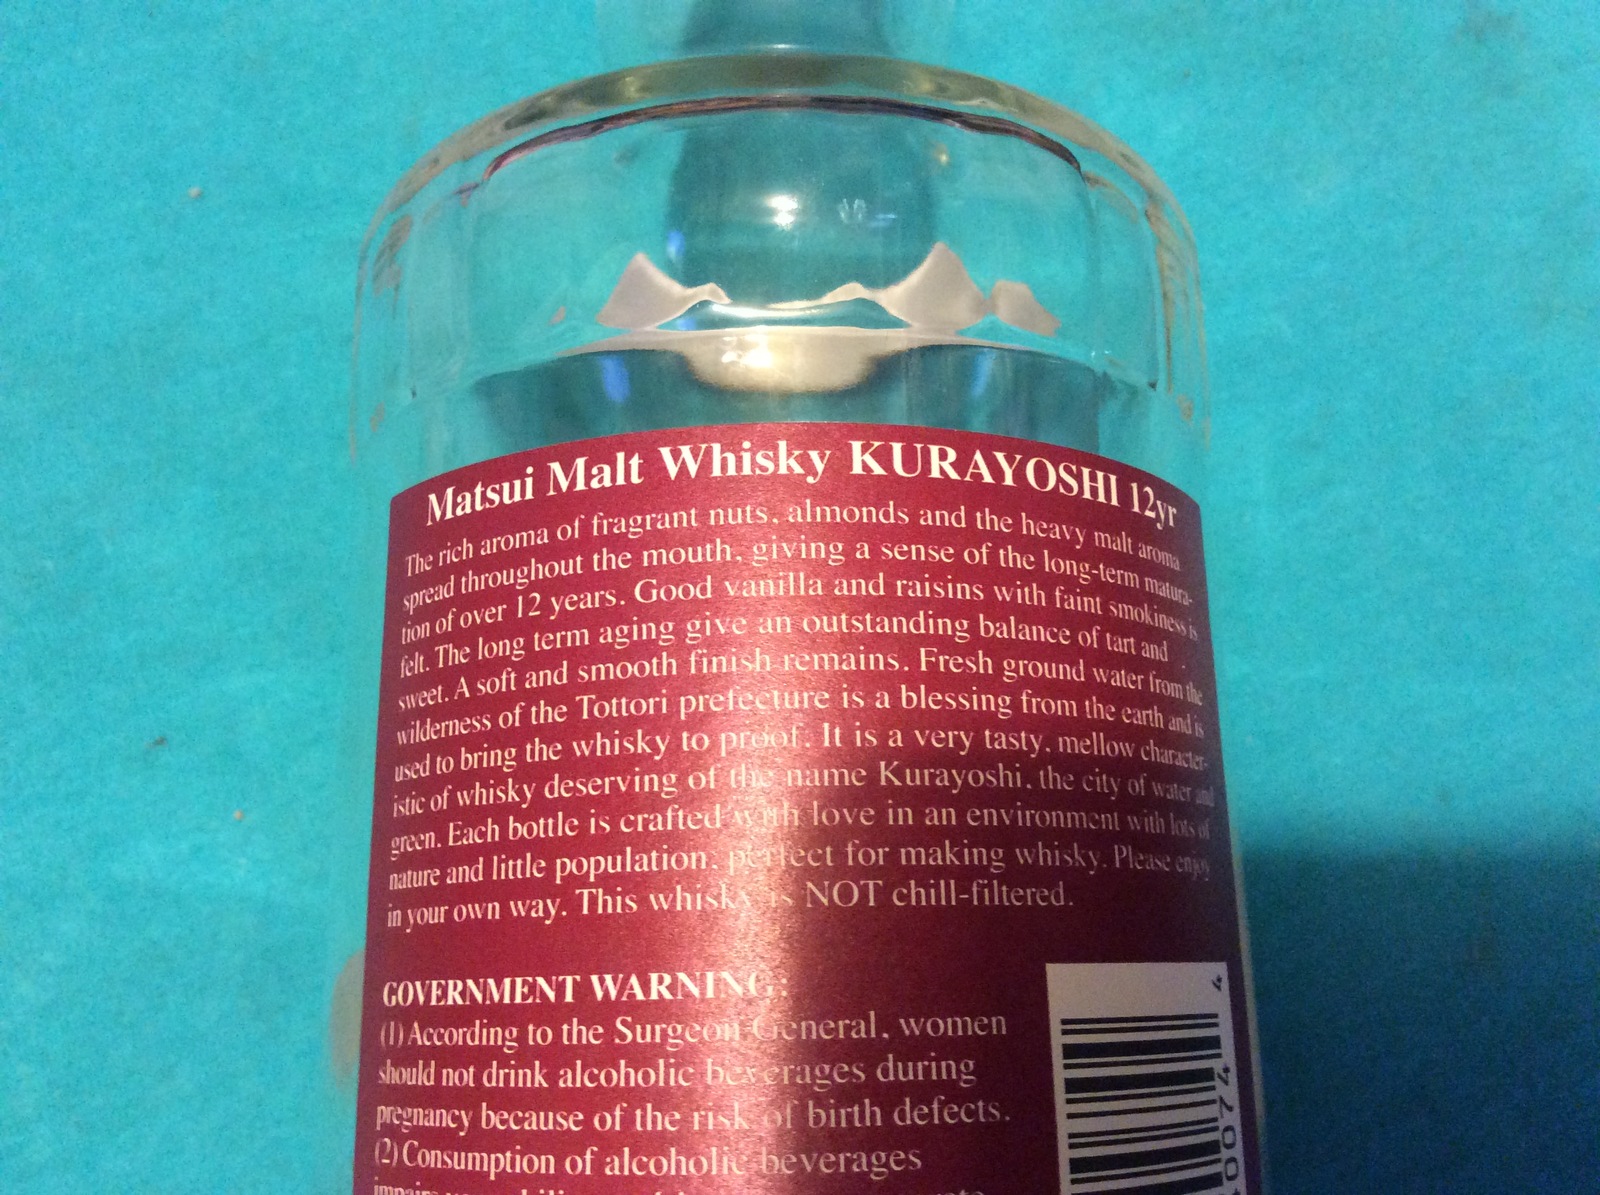 Matsui Malt Whisky KURAYOSHI 12yr
The rich aroma of fragrant nuts, almonds and the heavy malt aroma
spread throughout the mouth, giving a sense of the long-term matura-
tion of over 12 years. Good vanilla and raisins with faint smokiness is
felt. The long term aging give an outstanding balance of tart and
sweet. A soft and smooth finish remains. Fresh ground water from the
wilderness of the Tottori prefecture is a blessing from the earth and is
used to bring the whisky to proof. It is a very tasty, mellow character-
istic of whisky deserving of the name Kurayoshi, the city of water and
green. Each bottle is crafted with love in an environment with lots of
nature and little population, perfect for making whisky. Please enjoy
in your own way. This whisky is NOT chill-filtered.
GOVERNMENT WARNING:
(1) According to the Surgeon General, women
should not drink alcoholic beverages during
pregnancy because of the risk of birth defects.
(2) Consumption of alcoholic beverages
4
0074